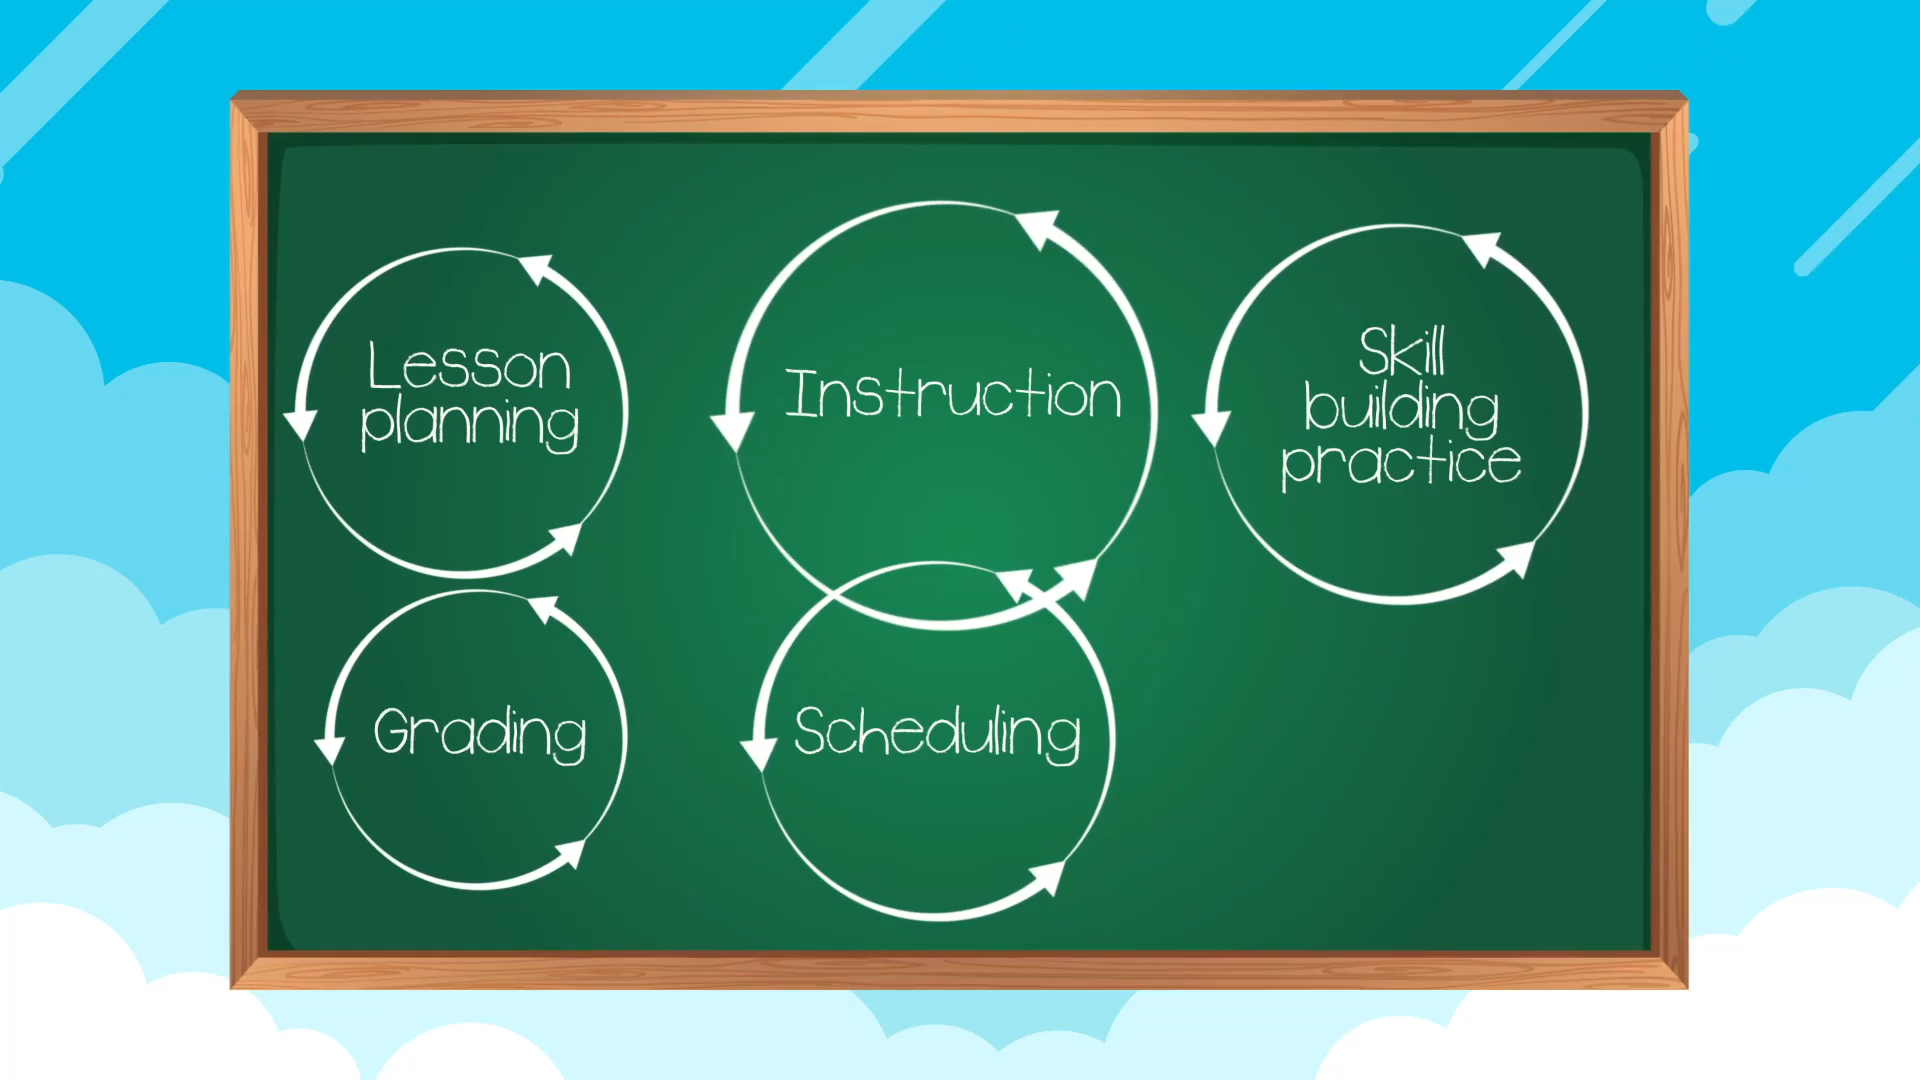 Lesson
planning
Instruction
Skill
building
practice
Grading
Scheduling